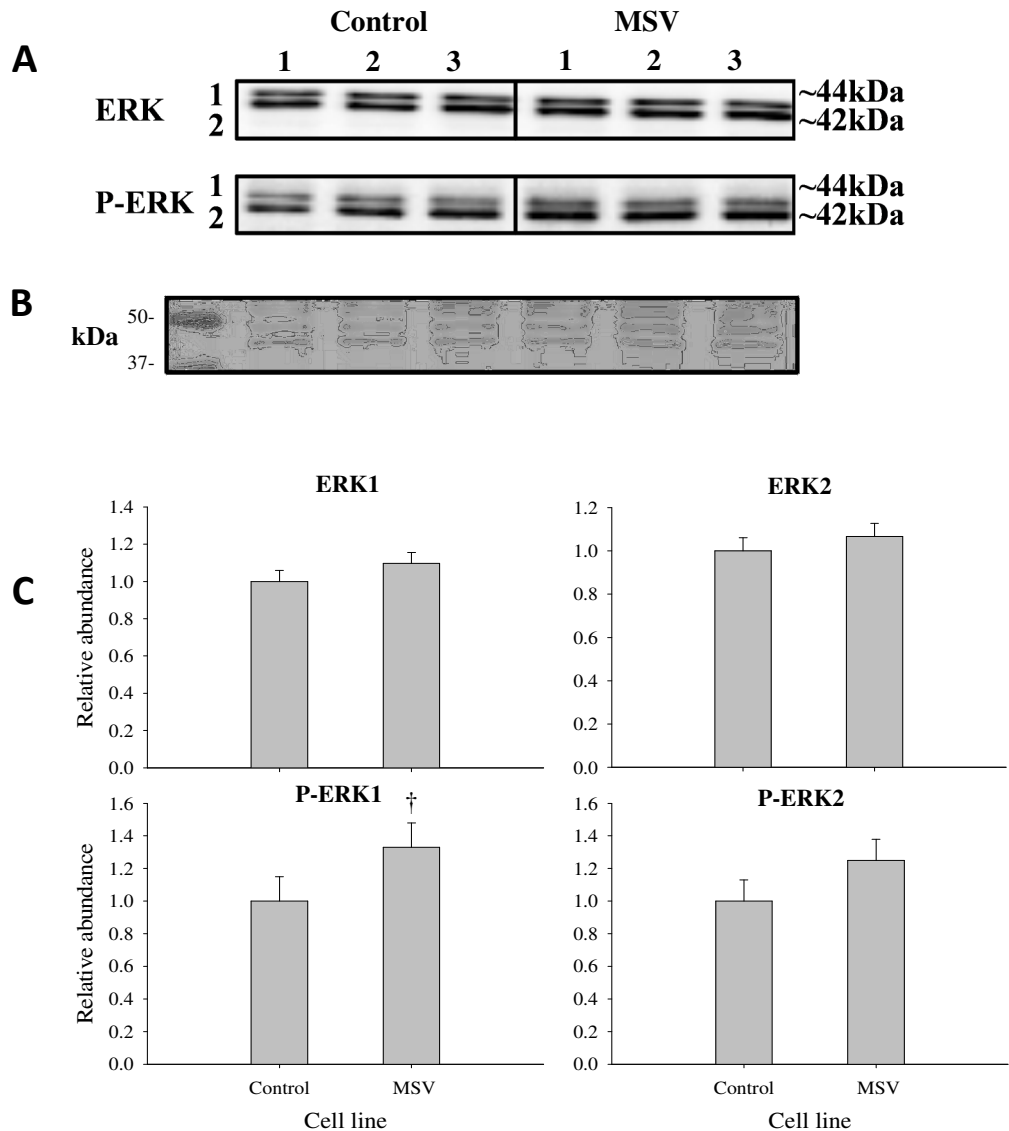 Control MSV
A
1 2 3 1 2 3
ERK 1 ~44kDa
2 ~42kDa
P-ERK 1 ~44kDa
2 ~42kDa
B
50-
kDa
37-
C
ERK1
Relative abundance
1.4
1.2
1.0
0.8
0.6
0.4
0.2
0.0
ERK2
1.2
1.0
0.8
0.6
0.4
0.2
0.0
P-ERK1
†
Relative abundance
1.6
1.4
1.2
1.0
0.8
0.6
0.4
0.2
0.0
Control MSV
Cell line
P-ERK2
1.6
1.4
1.2
1.0
0.8
0.6
0.4
0.2
0.0
Control MSV
Cell line